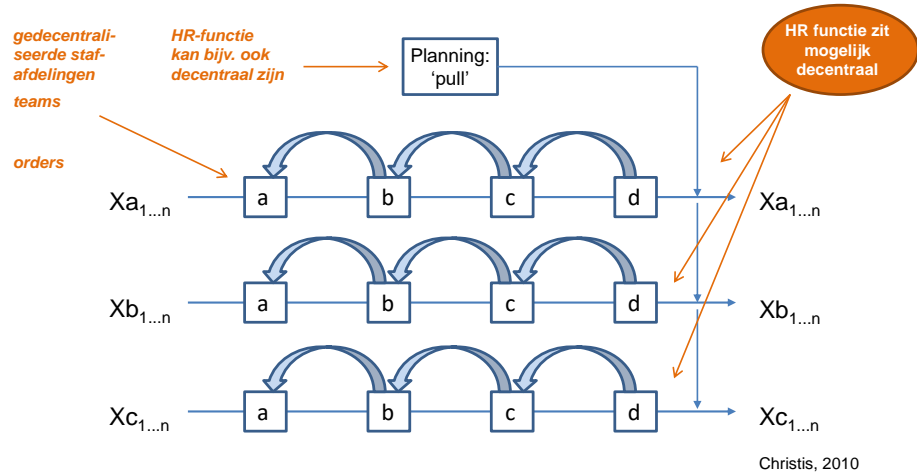 gedecentrali-
seerde staf-
afdelingen
teams
orders
HR-functie
kan bijv. ook
decentraal zijn
Planning:
‘pull’
HR functie zit
mogelijk
decentraal
Xa1...n a b c d Xa1...n
Xb1...n a b c d Xb1...n
Xc1...n a b c d Xc1...n
Christis, 2010